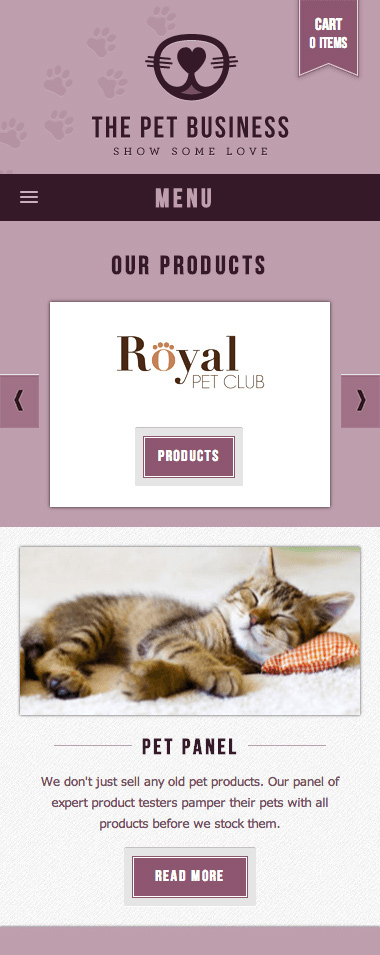 CART
0 ITEMS
THE PET BUSINESS
SHOW SOME LOVE
MENU
OUR PRODUCTS
Royal
PET CLUB
PRODUCTS
PET PANEL
We don't just sell any old pet products. Our panel of
expert product testers pamper their pets with all
products before we stock them.
READ MORE